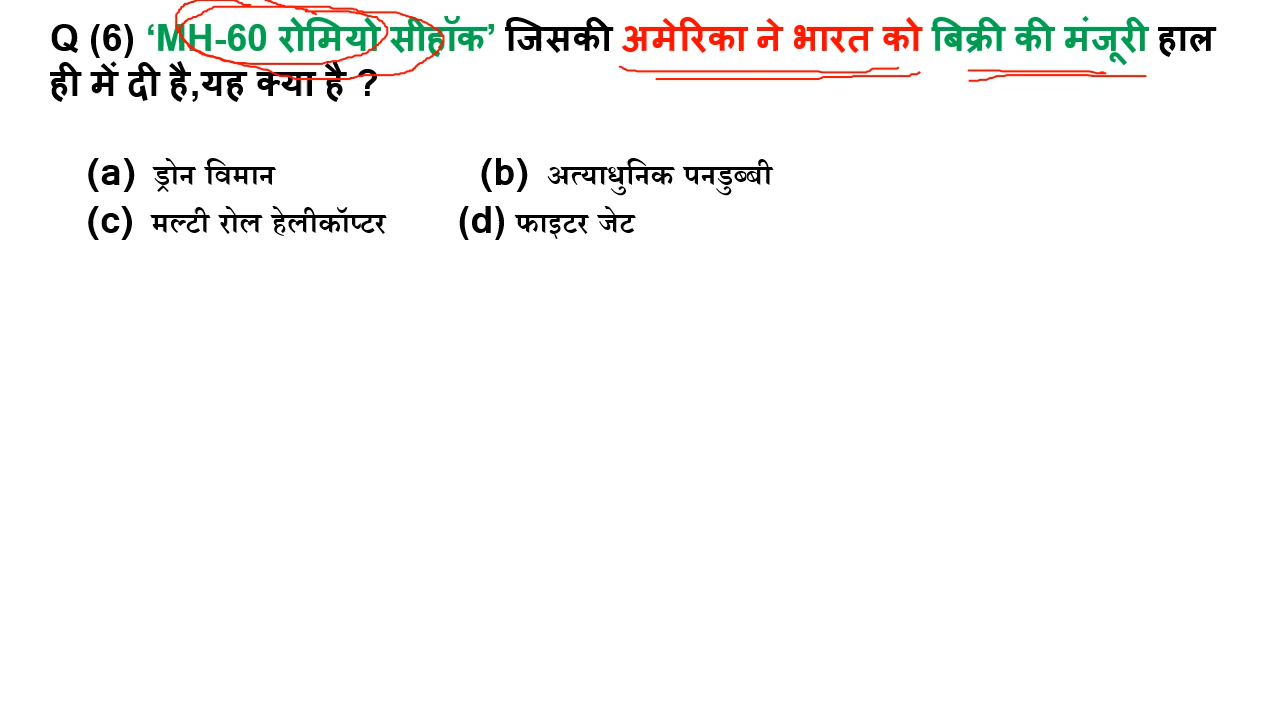 Q (6) ‘MH-60 रोमियो सीहॉक’ जिसकी अमेरिका ने भारत को बिक्री की मंजूरी हाल
ही में दी है,यह क्या है ?
(a) ड्रोन विमान (b) अत्याधुनिक पनडुब्बी
(c) मल्टी रोल हेलीकॉप्टर (d) फाइटर जेट